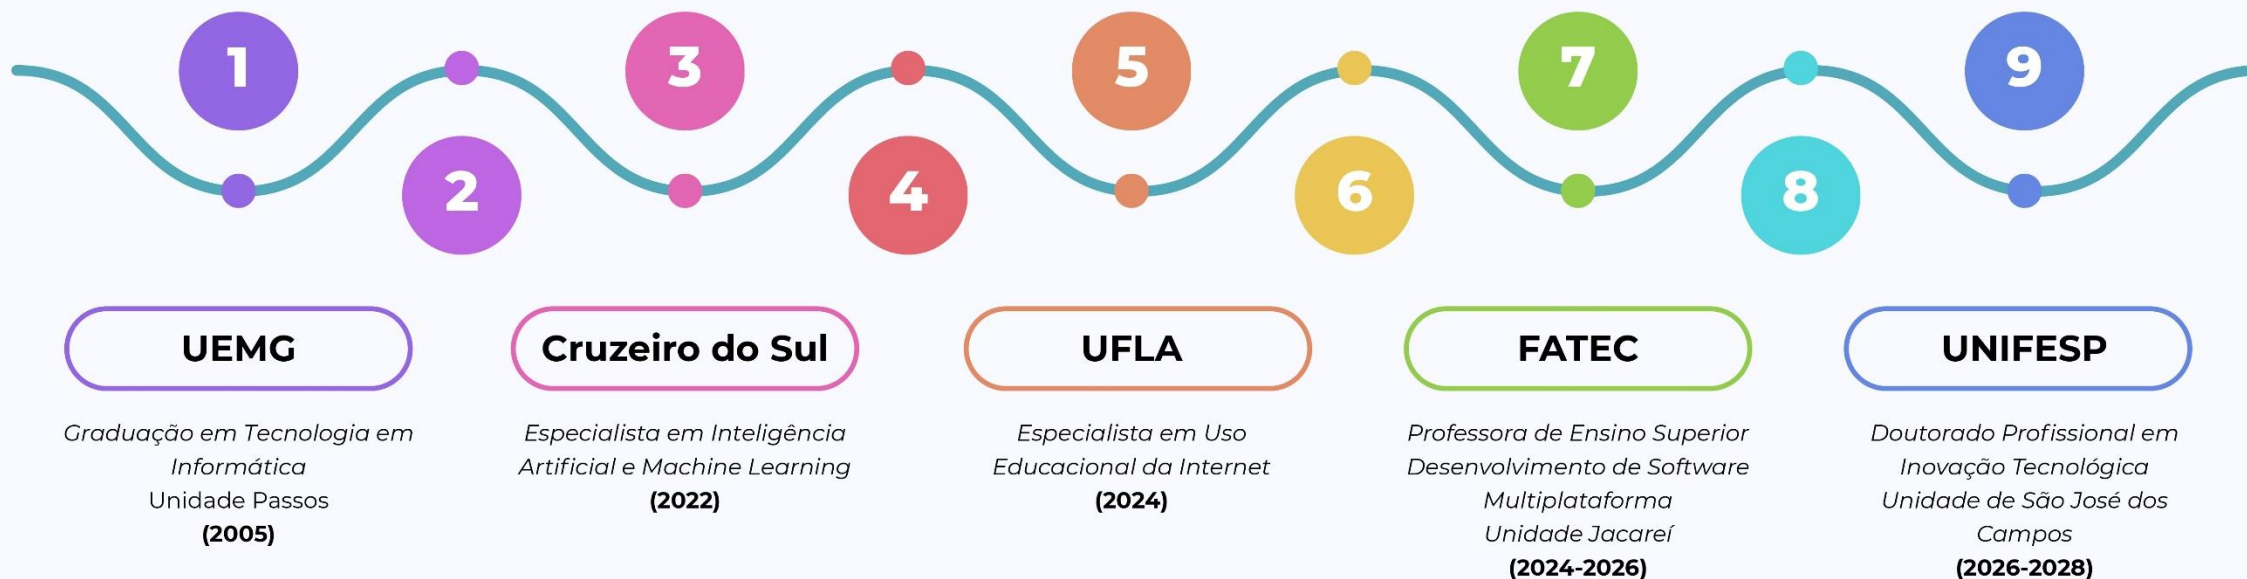 1
3
5
7
9
2
4
6
8
UEMG
Graduação em Tecnologia em
Informática
Unidade Passos
(2005)
Cruzeiro do Sul
Especialista em Inteligência
Artificial e Machine Learning
(2022)
UFLA
Especialista em Uso
Educacional da Internet
(2024)
FATEC
Professora de Ensino Superior
Desenvolvimento de Software
Multiplataforma
Unidade Jacareí
(2024-2026)
UNIFESP
Doutorado Profissional em
Inovação Tecnológica
Unidade de São José dos
Campos
(2026-2028)